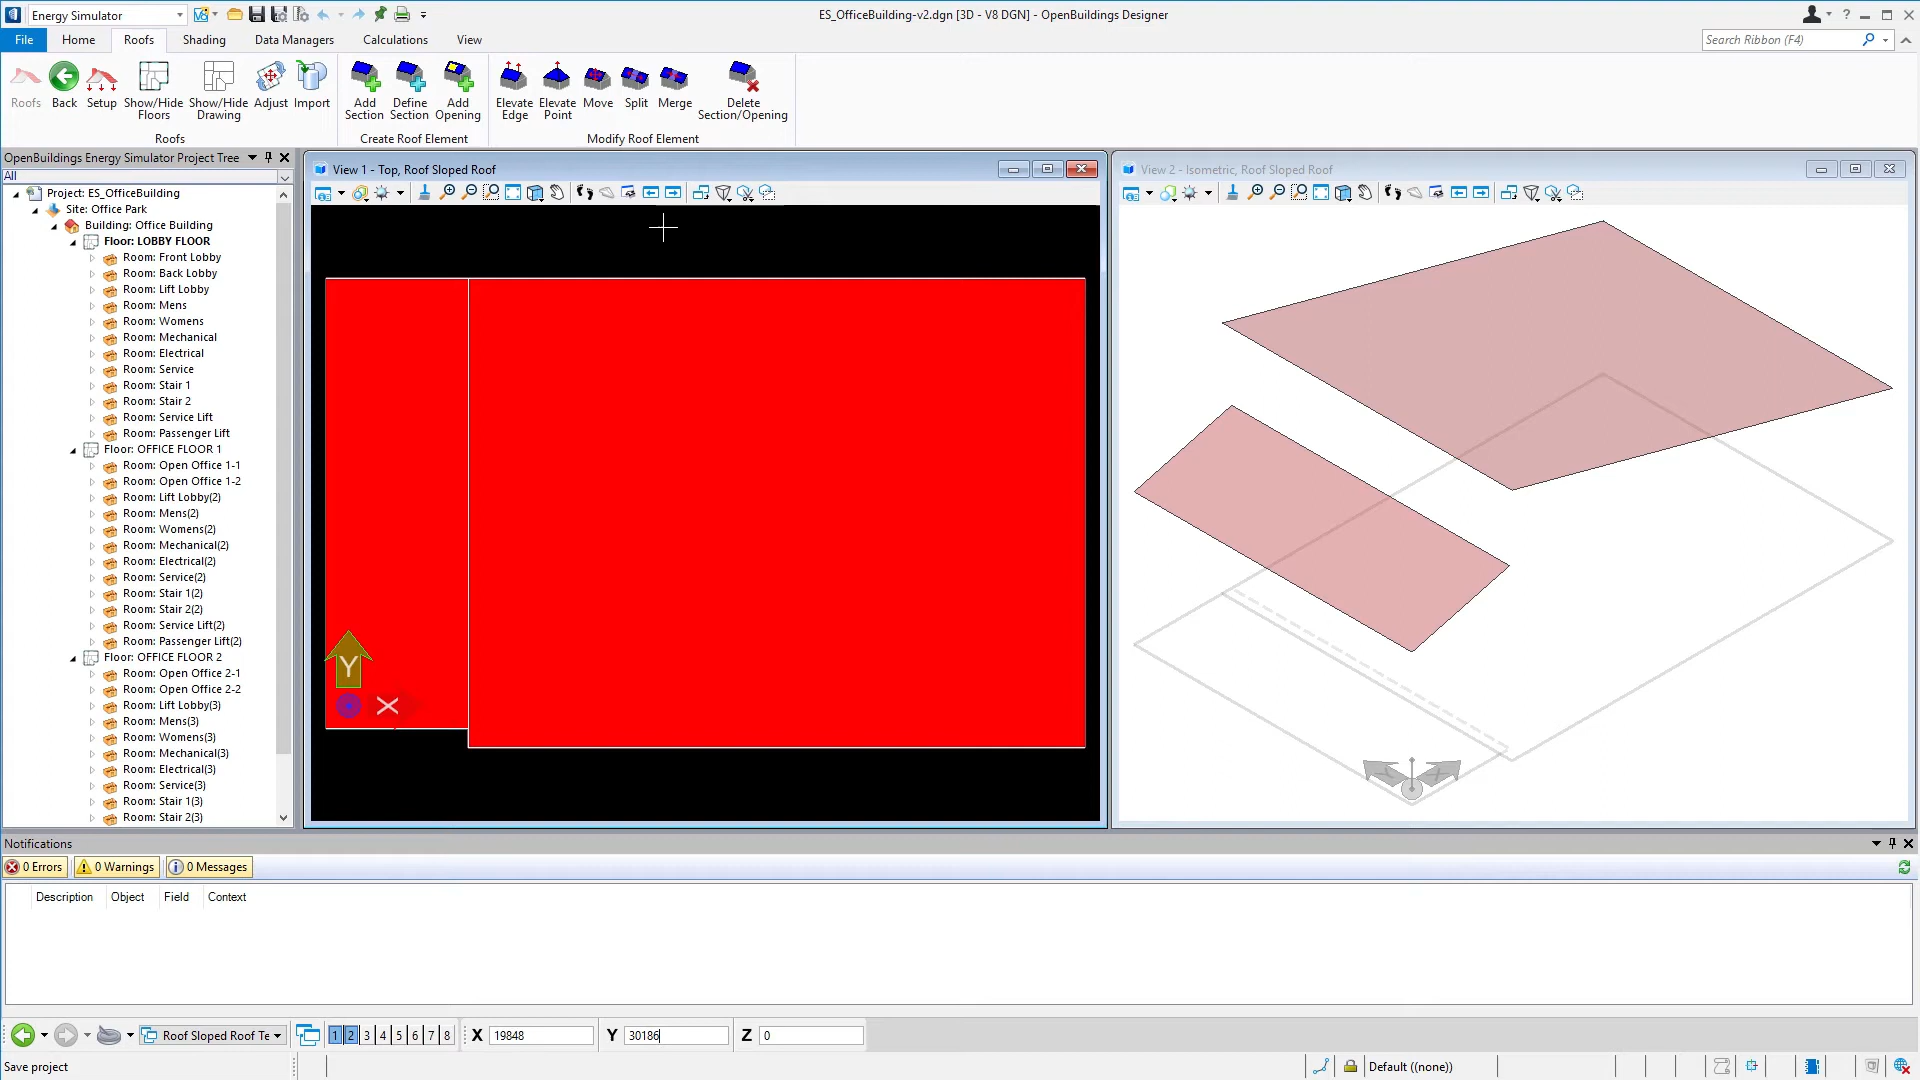 Energy Simulator
ES_OfficeBuilding-v2.dgn [3D - V8 DGN] - OpenBuildings Designer
File Home Roofs Shading Data Managers Calculations View
Search Ribbon (F4)
Roofs Back Setup Show/Hide Floors Show/Hide Drawing Adjust Import Add Section Define Section Add Opening Elevate Edge Elevate Point Move Split Merge Delete Section/Opening
Roofs Create Roof Element Modify Roof Element
OpenBuildings Energy Simulator Project Tree
All
Project: ES_OfficeBuilding
Site: Office Park
Building: Office Building
Floor: LOBBY FLOOR
Room: Front Lobby
Room: Back Lobby
Room: Lift Lobby
Room: Mens
Room: Womens
Room: Mechanical
Room: Electrical
Room: Service
Room: Stair 1
Room: Stair 2
Room: Service Lift
Room: Passenger Lift
Floor: OFFICE FLOOR 1
Room: Open Office 1-1
Room: Open Office 1-2
Room: Lift Lobby(2)
Room: Mens(2)
Room: Womens(2)
Room: Mechanical(2)
Room: Electrical(2)
Room: Service(2)
Room: Stair 1(2)
Room: Stair 2(2)
Room: Service Lift(2)
Room: Passenger Lift(2)
Floor: OFFICE FLOOR 2
Room: Open Office 2-1
Room: Open Office 2-2
Room: Lift Lobby(3)
Room: Mens(3)
Room: Womens(3)
Room: Mechanical(3)
Room: Electrical(3)
Room: Service(3)
Room: Stair 1(3)
Room: Stair 2(3)
View 1 - Top, Roof Sloped Roof
Y
X
View 2 - Isometric, Roof Sloped Roof
Notifications
0 Errors 0 Warnings 0 Messages
Description Object Field Context
Roof Sloped Roof Te 1 2 3 4 5 6 7 8 X 19848 Y 30186 Z 0
Save project Default ((none))